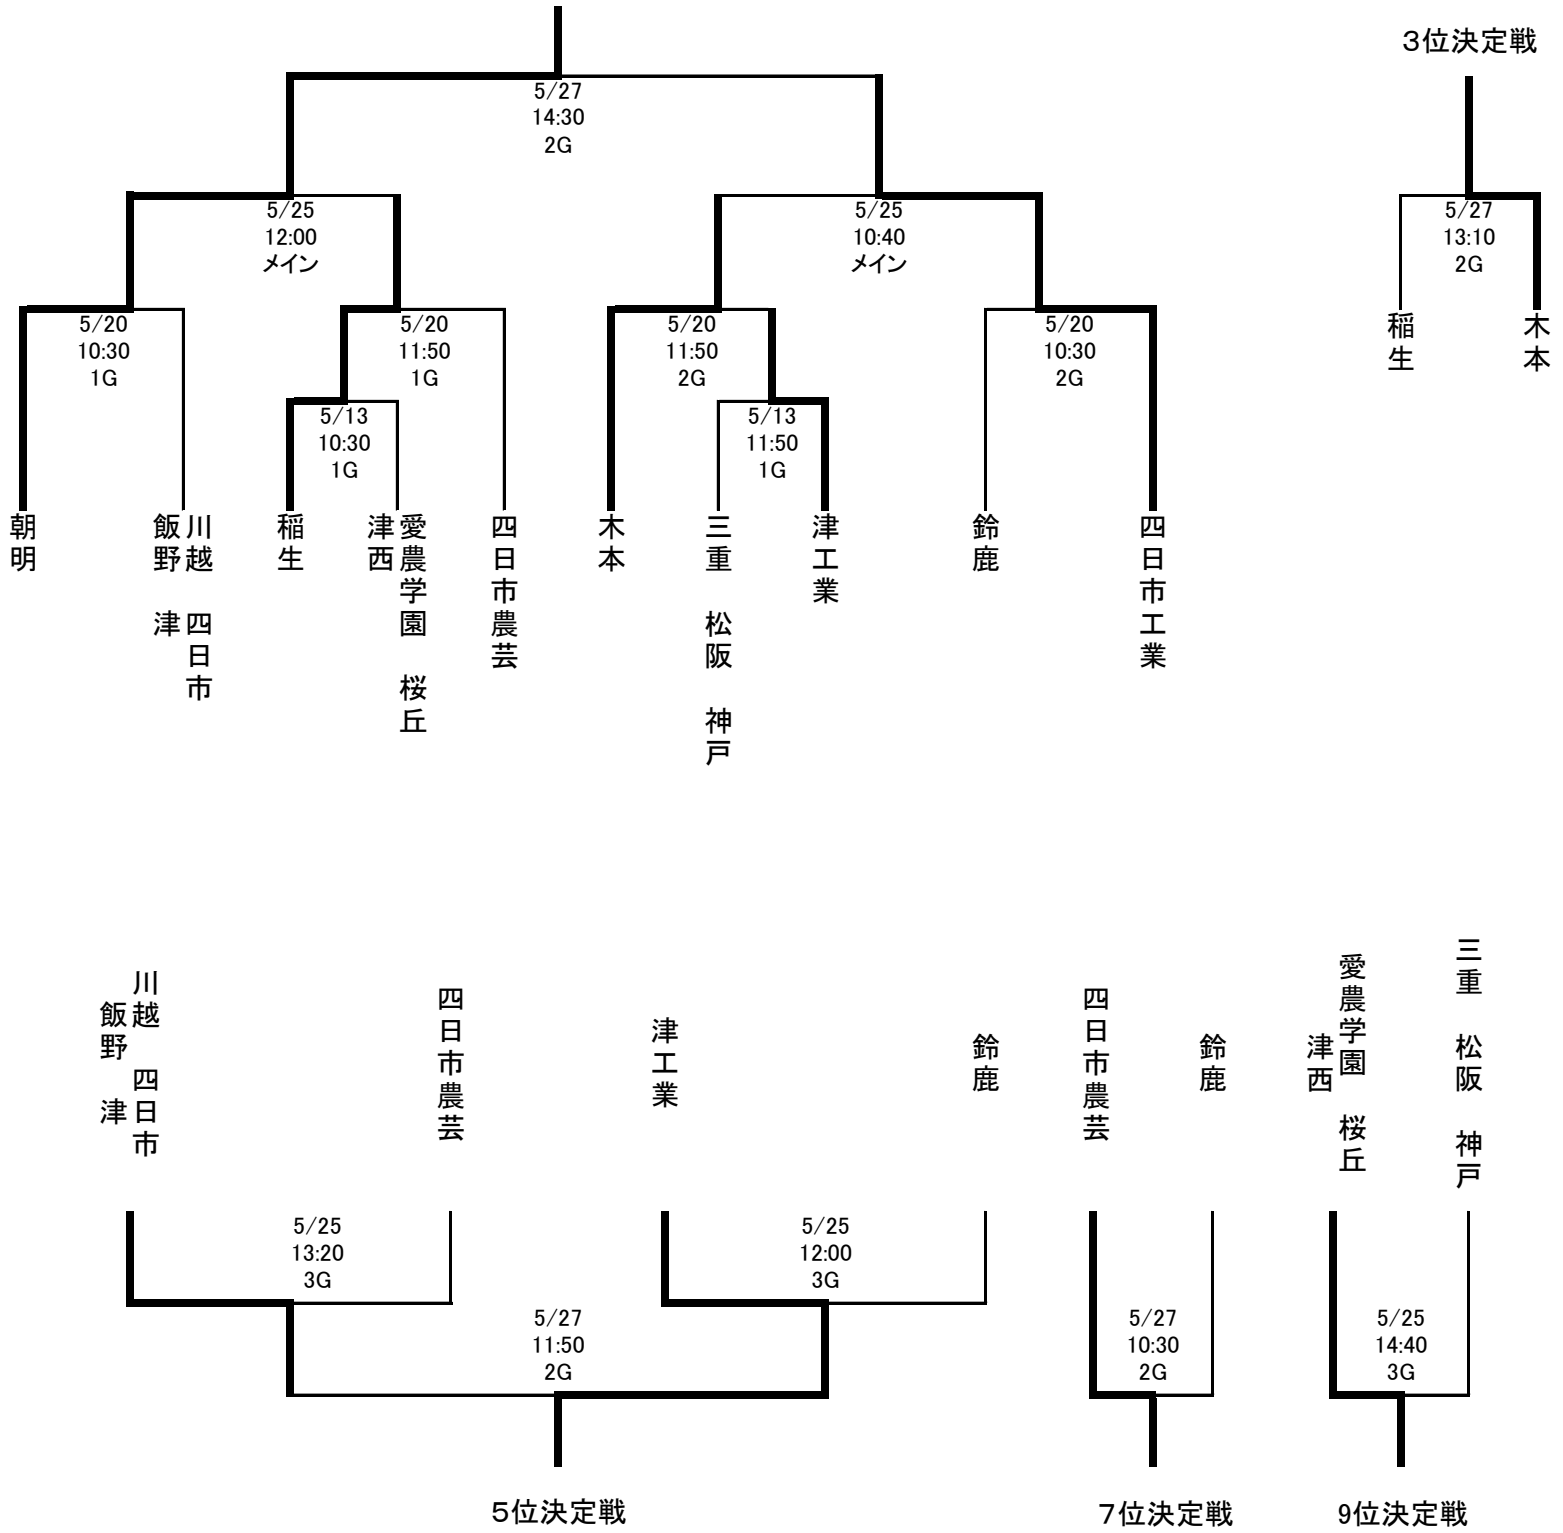 3位決定戦
5/27
14:30
2G
5/25
12:00
メイン
5/25
10:40
メイン
5/27
13:10
2G
稲生
木本
5/20
10:30
1G
5/20
11:50
1G
5/20
11:50
2G
5/20
10:30
2G
5/13
10:30
1G
5/13
11:50
1G
朝明
川越　四日市
飯野　津
稲生
愛農学園　桜丘
津西
四日市農芸
木本
三重　松阪　神戸
津工業
鈴鹿
四日市工業
川越　四日市
飯野　津
四日市農芸
津工業
鈴鹿
四日市農芸
鈴鹿
愛農学園　桜丘
津西
三重　松阪　神戸
5/25
13:20
3G
5/25
12:00
3G
5/27
11:50
2G
5/27
10:30
2G
5/25
14:40
3G
5位決定戦
7位決定戦
9位決定戦